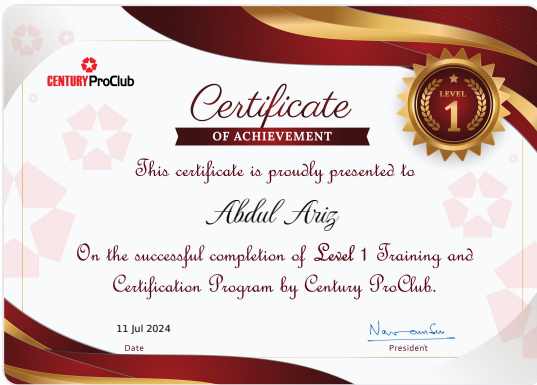 CENTURY ProClub
LEVEL
1
Certificate
OF ACHIEVEMENT
This certificate is proudly presented to
Abdul Ariz
On the successful completion of Level 1 Training and
Certification Program by Century ProClub.
11 Jul 2024
Date
President